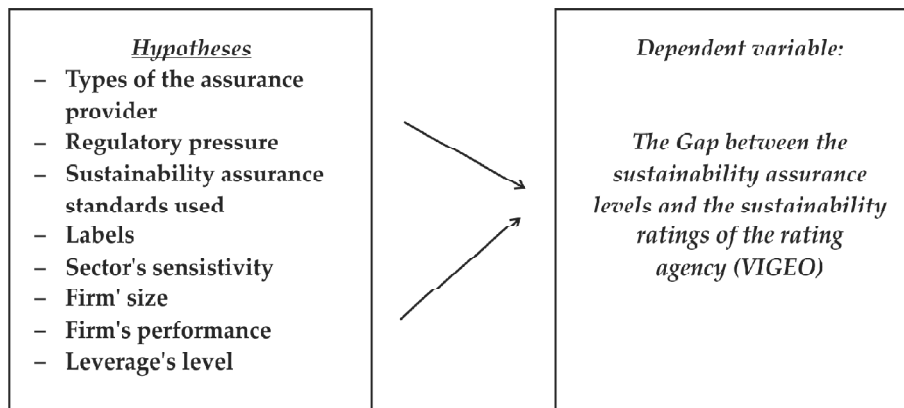 Hypotheses
– Types of the assurance
provider
– Regulatory pressure
– Sustainability assurance
standards used
– Labels
– Sector's sensistivity
– Firm' size
– Firm's performance
– Leverage's level
Dependent variable:
The Gap between the
sustainability assurance
levels and the sustainability
ratings of the rating
agency (VIGEO)